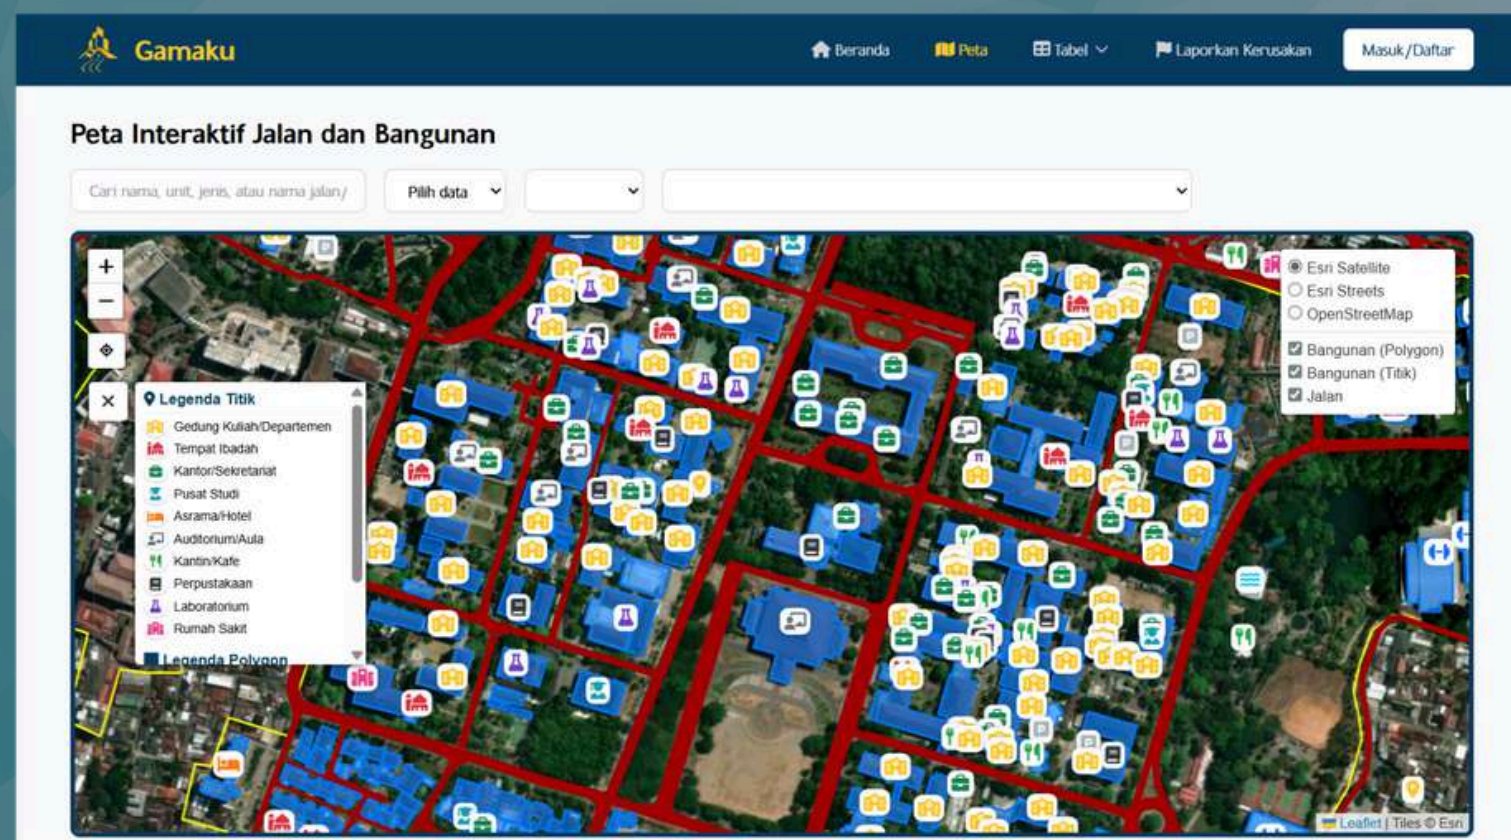 Gamaku
Beranda
Peta
Tabel
Laporkan Kerusakan
Masuk/Daftar
Peta Interaktif Jalan dan Bangunan
Cari nama, unit, jenis, atau nama jalan/
Pilih data
+
−
Esri Satellite
Esri Streets
OpenStreetMap
Bangunan (Polygon)
Bangunan (Titik)
Jalan
Legenda Titik
Gedung Kuliah/Departemen
Tempat Ibadah
Kantor/Sekretariat
Pusat Studi
Asrama/Hotel
Auditorium/Aula
Kantin/Kafe
Perpustakaan
Laboratorium
Rumah Sakit
Legenda Polygon
Leaflet | Tiles © Esri